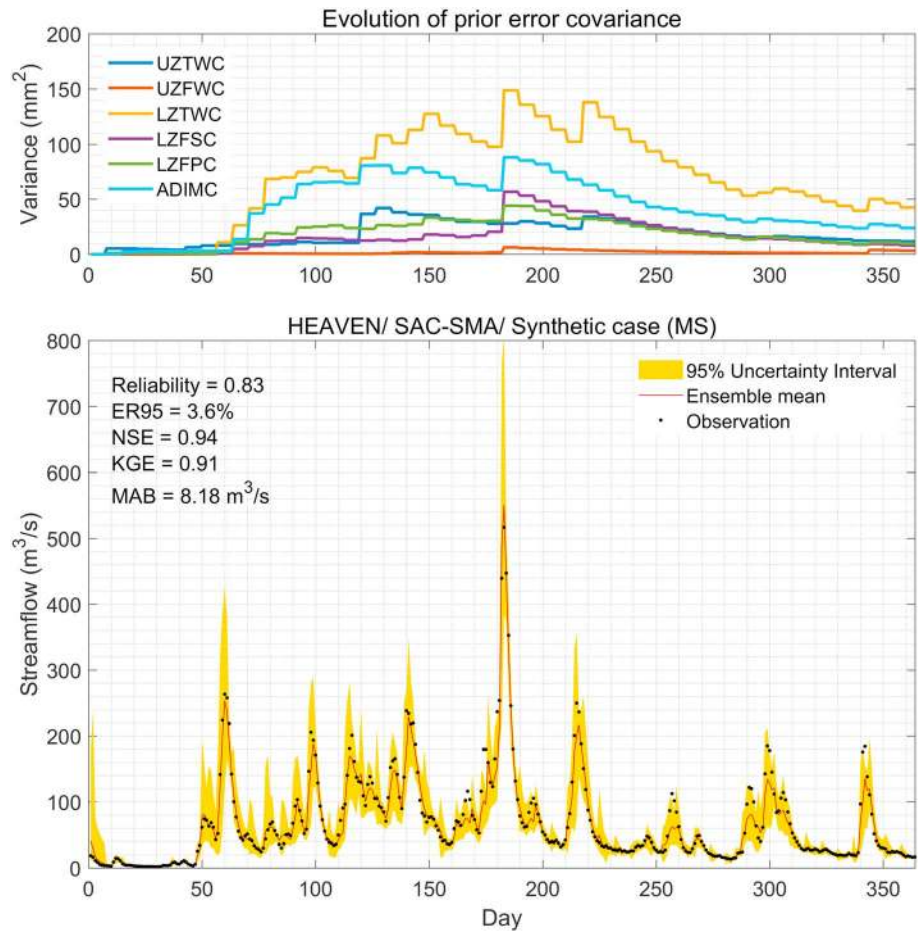 Evolution of prior error covariance
Variance (mm²)
200
150
100
50
0
UZTWC
UZFWC
LZTWC
LZFSC
LZFPC
ADIMC
0 50 100 150 200 250 300 350
HEAVEN/ SAC-SMA/ Synthetic case (MS)
Streamflow (m³/s)
800
700
600
500
400
300
200
100
0
Reliability = 0.83
ER95 = 3.6%
NSE = 0.94
KGE = 0.91
MAB = 8.18 m³/s
95% Uncertainty Interval
Ensemble mean
Observation
0 50 100 150 200 250 300 350
Day